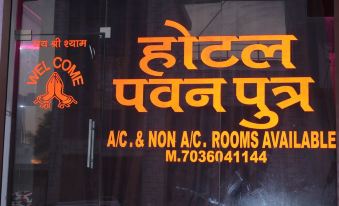 जय श्री श्याम
WEL COME
होटल
पवन पुत्र
A/C. & NON A/C. ROOMS AVAILABLE
M.7036041144